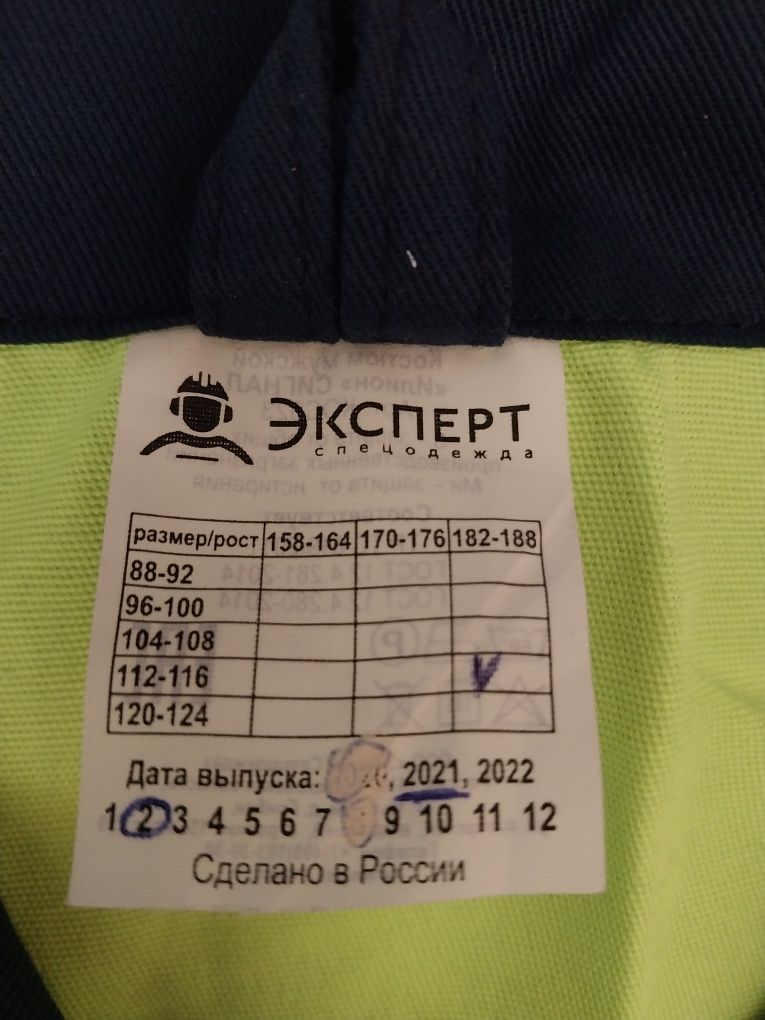 ЭКСПЕРТ
спецодежда
размер/рост 158-164 170-176 182-188
88-92
96-100
104-108
112-116 V
120-124
Дата выпуска: , 2021, 2022
1 2 3 4 5 6 7 9 10 11 12
Сделано в России